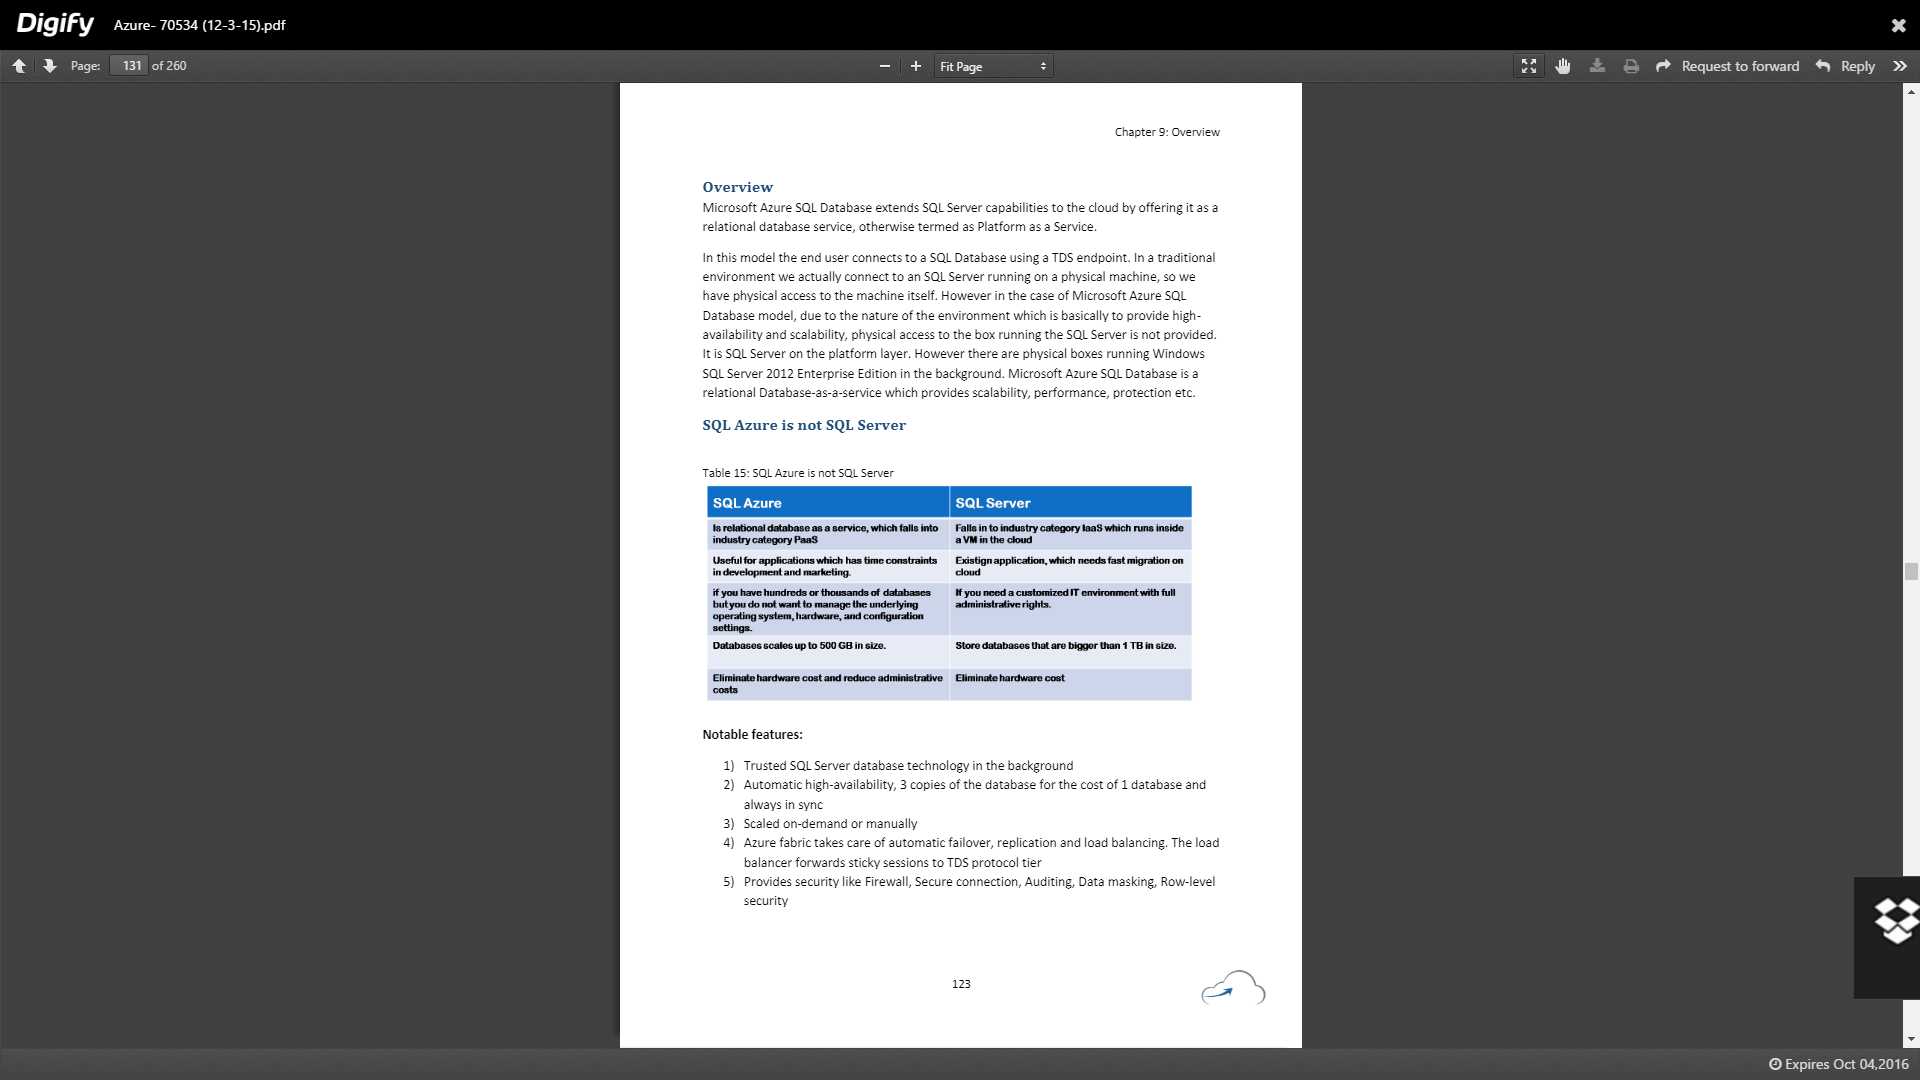 Digify Azure- 70534 (12-3-15).pdf
Page: 131 of 260 Fit Page Request to forward Reply
Chapter 9: Overview
Overview
Microsoft Azure SQL Database extends SQL Server capabilities to the cloud by offering it as a
relational database service, otherwise termed as Platform as a Service.
In this model the end user connects to a SQL Database using a TDS endpoint. In a traditional
environment we actually connect to an SQL Server running on a physical machine, so we
have physical access to the machine itself. However in the case of Microsoft Azure SQL
Database model, due to the nature of the environment which is basically to provide high-
availability and scalability, physical access to the box running the SQL Server is not provided.
It is SQL Server on the platform layer. However there are physical boxes running Windows
SQL Server 2012 Enterprise Edition in the background. Microsoft Azure SQL Database is a
relational Database-as-a-service which provides scalability, performance, protection etc.
SQL Azure is not SQL Server
Table 15: SQL Azure is not SQL Server
SQL Azure
SQL Server
Is relational database as a service, which falls into
industry category PaaS
Falls in to industry category IaaS which runs inside
a VM in the cloud
Useful for applications which has time constraints
in development and marketing.
Existign application, which needs fast migration on
cloud
if you have hundreds or thousands of databases
but you do not want to manage the underlying
operating system, hardware, and configuration
settings.
If you need a customized IT environment with full
administrative rights.
Databases scales up to 500 GB in size.
Store databases that are bigger than 1 TB in size.
Eliminate hardware cost and reduce administrative
costs
Eliminate hardware cost
Notable features:
1) Trusted SQL Server database technology in the background
2) Automatic high-availability, 3 copies of the database for the cost of 1 database and
always in sync
3) Scaled on-demand or manually
4) Azure fabric takes care of automatic failover, replication and load balancing. The load
balancer forwards sticky sessions to TDS protocol tier
5) Provides security like Firewall, Secure connection, Auditing, Data masking, Row-level
security
123
Expires Oct 04,2016